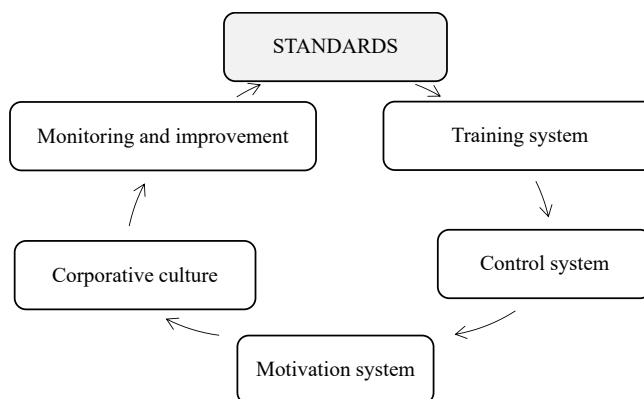 STANDARDS
Monitoring and improvement
Training system
Corporative culture
Control system
Motivation system